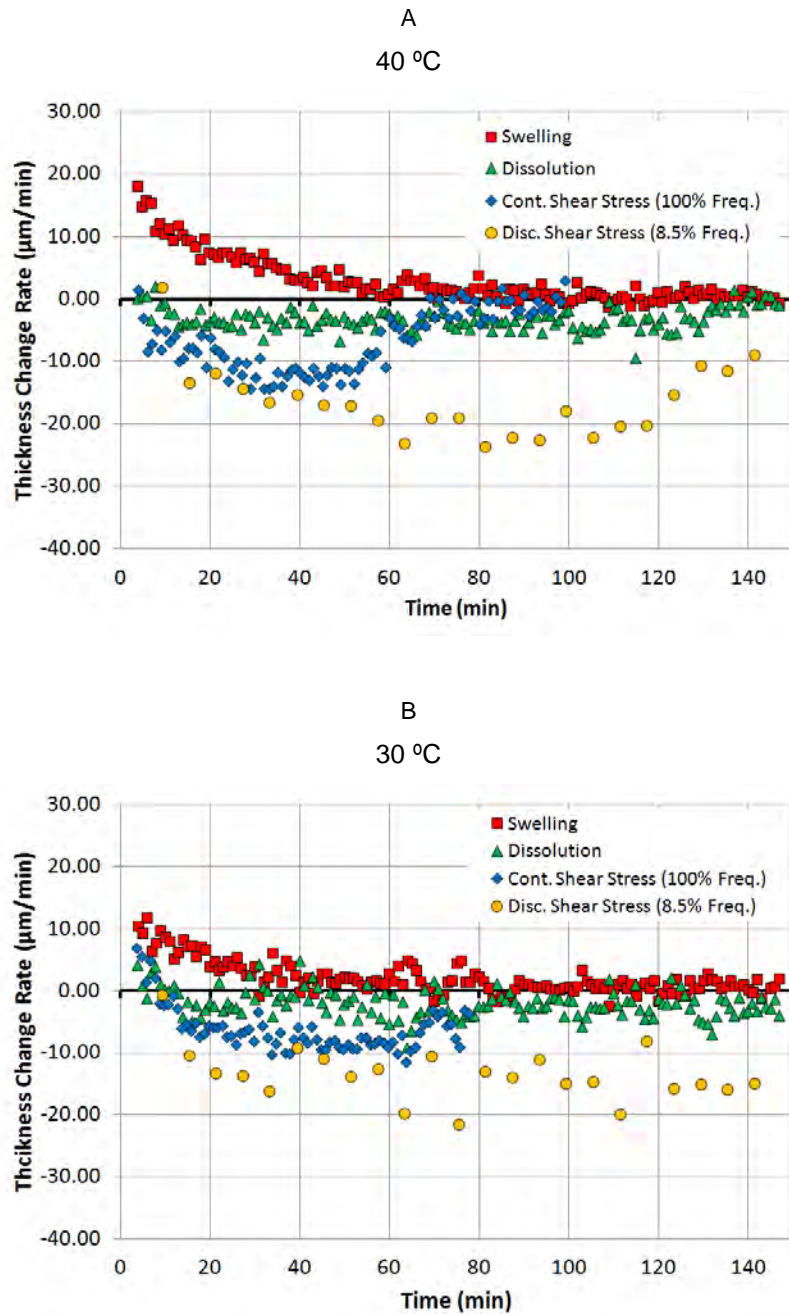 A
40 ºC
30.00
20.00
10.00
0.00
-10.00
-20.00
-30.00
-40.00
Thickness Change Rate (µm/min)
Swelling
Dissolution
Cont. Shear Stress (100% Freq.)
Disc. Shear Stress (8.5% Freq.)
0
20
40
60
80
100
120
140
Time (min)
B
30 ºC
30.00
20.00
10.00
0.00
-10.00
-20.00
-30.00
-40.00
Thcikness Change Rate (µm/min)
Swelling
Dissolution
Cont. Shear Stress (100% Freq.)
Disc. Shear Stress (8.5% Freq.)
0
20
40
60
80
100
120
140
Time (min)